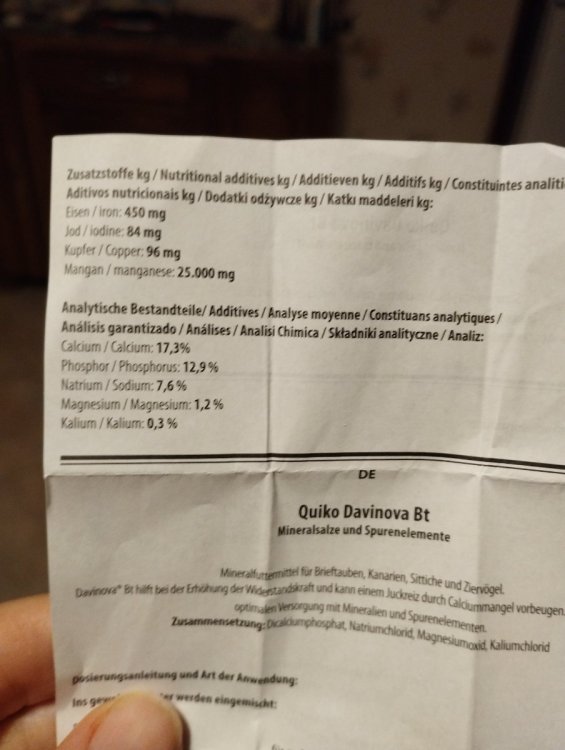 Zusatzstoffe kg / Nutritional additives kg / Additieven kg / Additifs kg / Constituintes analiti
Aditivos nutricionais kg / Dodatki odżywcze kg / Katkı maddeleri kg:
Eisen / iron: 450 mg
Jod / iodine: 84 mg
Kupfer / Copper: 96 mg
Mangan / manganese: 25.000 mg
Analytische Bestandteile/ Additives / Analyse moyenne / Constituans analytiques /
Análisis garantizado / Análises / Analisi Chimica / Składniki analityczne / Analiz:
Calcium / Calcium: 17,3%
Phosphor / Phosphorus: 12,9 %
Natrium / Sodium: 7,6 %
Magnesium / Magnesium: 1,2 %
Kalium / Kalium: 0,3 %
DE
Quiko Davinova Bt
Mineralsalze und Spurenelemente
Mineralfuttermittel für Brieftauben, Kanarien, Sittiche und Ziervögel.
Davinova® Bt hilft bei der Erhöhung der Widerstandskraft und kann einem Juckreiz durch Calciummangel vorbeugen.
optimalen Versorgung mit Mineralien und Spurenelementen.
Zusammensetzung: Dicalciumphosphat, Natriumchlorid, Magnesiumoxid, Kaliumchlorid
posierungsanleitung und Art der Anwendung:
Ins werden eingemischt:
für